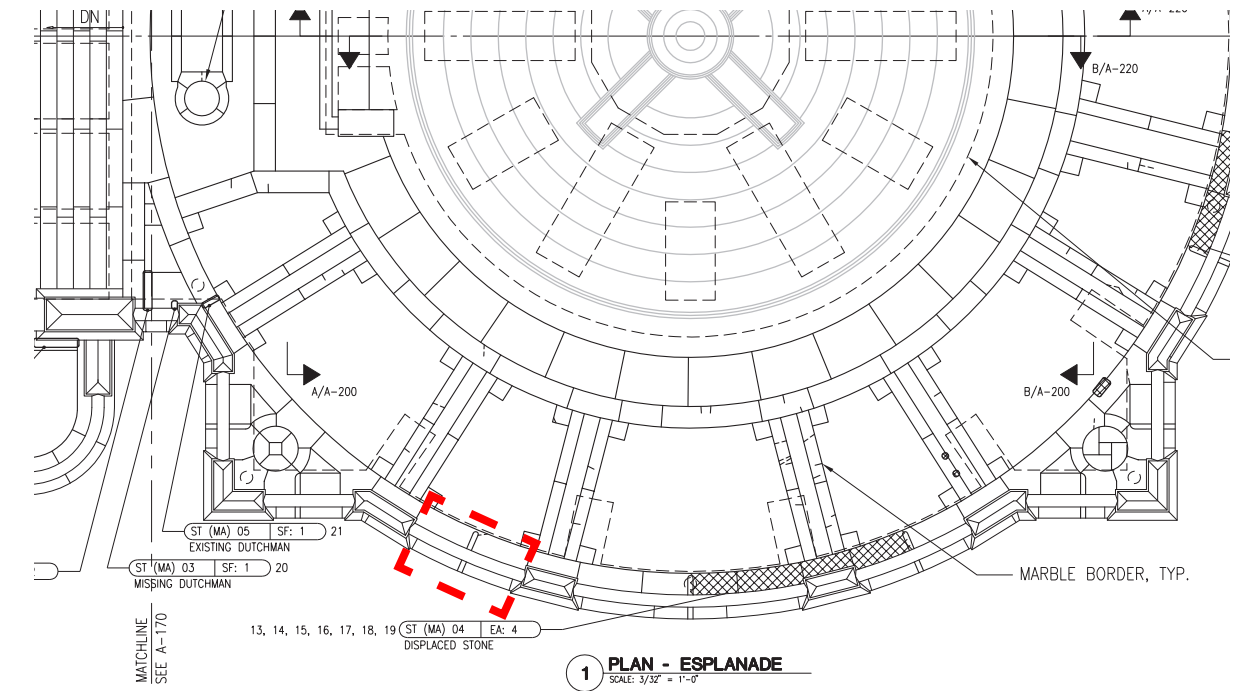 DN
A/A-220
B/A-220
A/A-200
B/A-200
ST (MA) 05 SF: 1 21
EXISTING DUTCHMAN
ST (MA) 03 SF: 1 20
MISSING DUTCHMAN
MARBLE BORDER, TYP.
MATCHLINE
SEE A-170
13, 14, 15, 16, 17, 18, 19 ST (MA) 04 EA: 4
DISPLACED STONE
1 PLAN - ESPLANADE
SCALE: 3/32" = 1'-0"